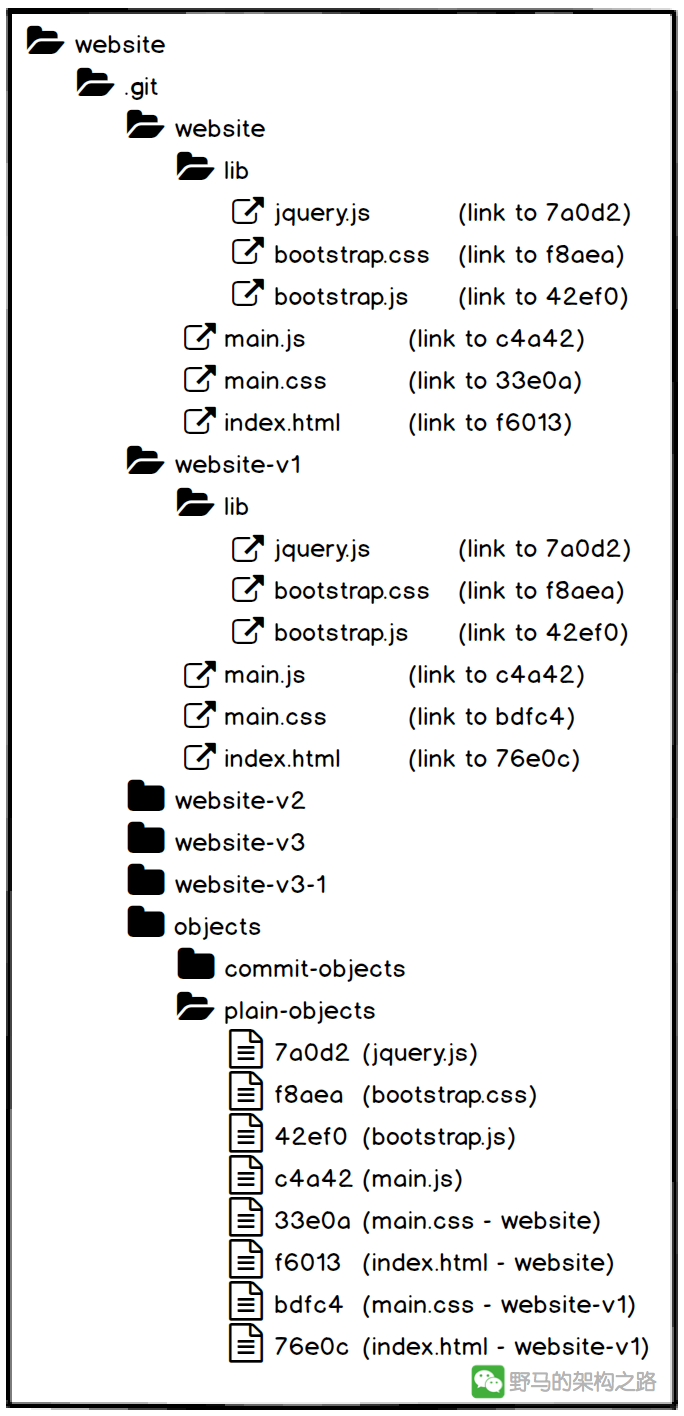 website
.git
website
lib
jquery.js (link to 7a0d2)
bootstrap.css (link to f8aea)
bootstrap.js (link to 42ef0)
main.js (link to c4a42)
main.css (link to 33e0a)
index.html (link to f6013)
website-v1
lib
jquery.js (link to 7a0d2)
bootstrap.css (link to f8aea)
bootstrap.js (link to 42ef0)
main.js (link to c4a42)
main.css (link to bdfc4)
index.html (link to 76e0c)
website-v2
website-v3
website-v3-1
objects
commit-objects
plain-objects
7a0d2 (jquery.js)
f8aea (bootstrap.css)
42ef0 (bootstrap.js)
c4a42 (main.js)
33e0a (main.css - website)
f6013 (index.html - website)
bdfc4 (main.css - website-v1)
76e0c (index.html - website-v1)
野马的架构之路